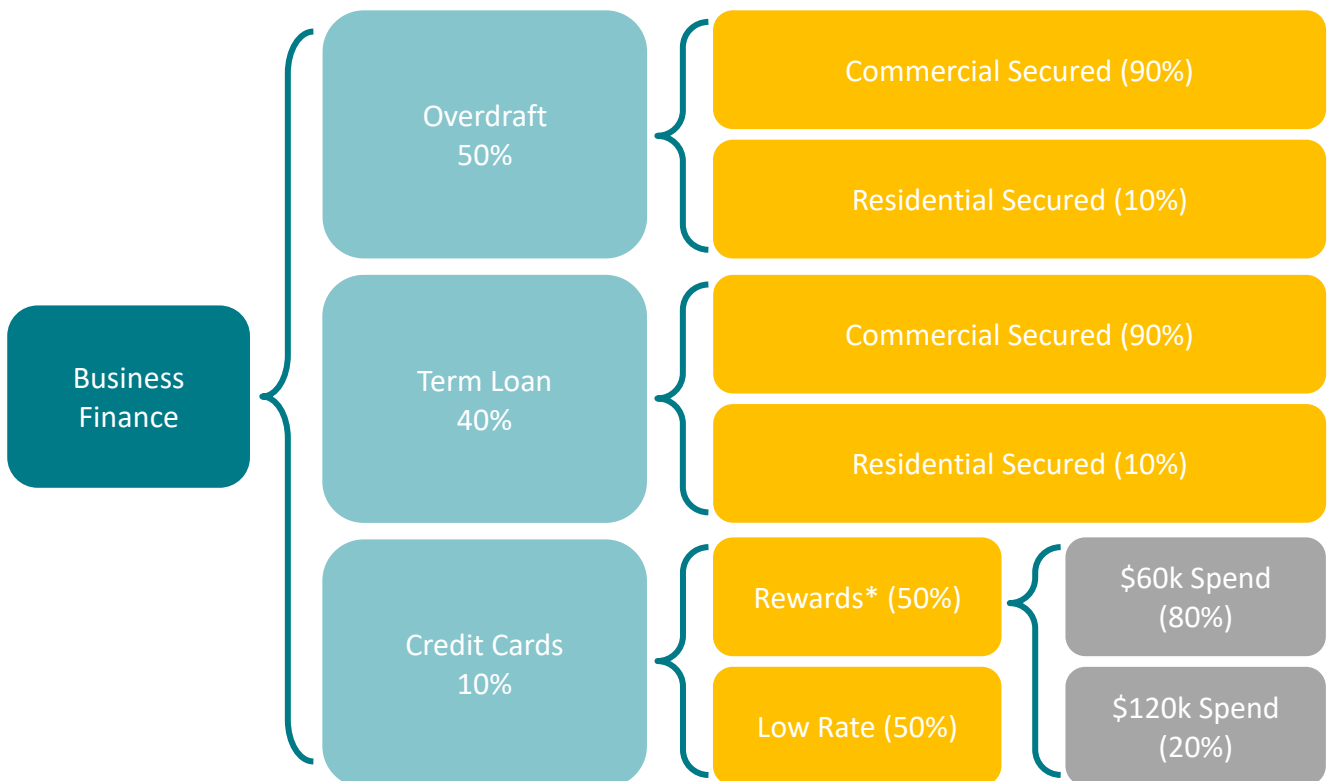 Business
Finance
Overdraft
50%
Commercial Secured (90%)
Residential Secured (10%)
Term Loan
40%
Commercial Secured (90%)
Residential Secured (10%)
Credit Cards
10%
Rewards* (50%)
$60k Spend
(80%)
$120k Spend
(20%)
Low Rate (50%)